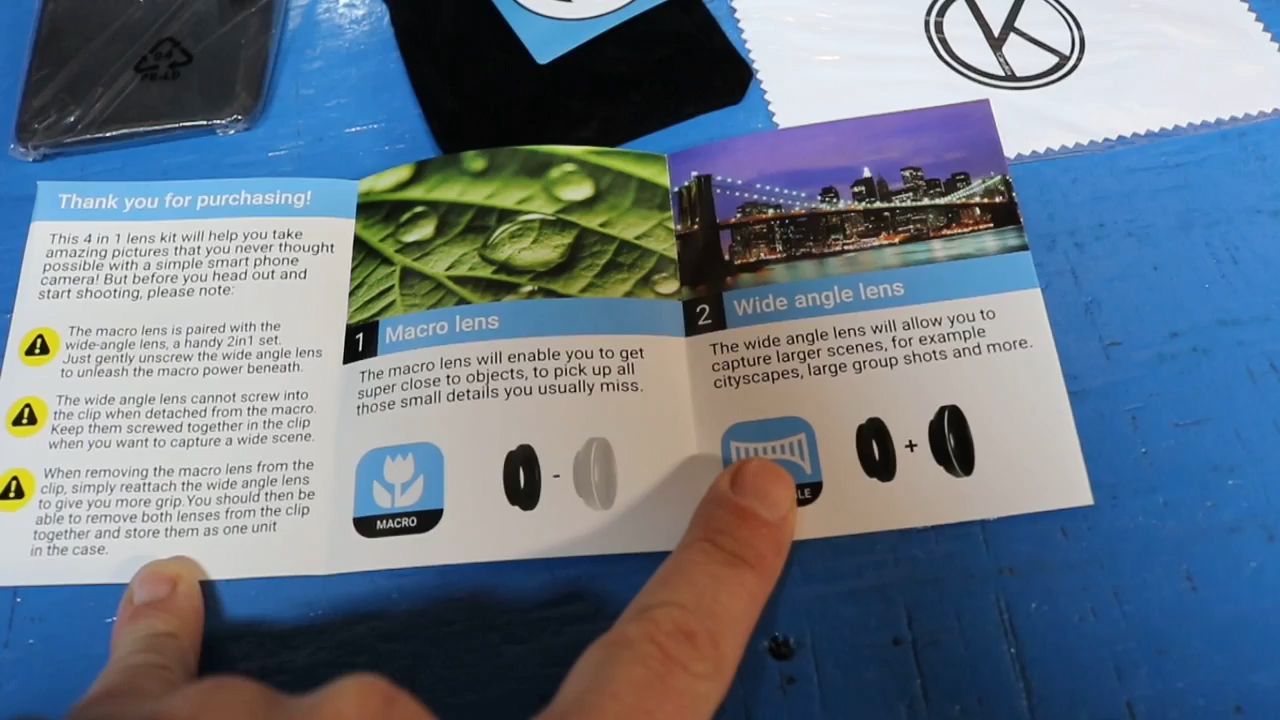 Thank you for purchasing!
This 4 in 1 lens kit will help you take
amazing pictures that you never thought
possible with a simple smart phone
camera! But before you head out and
start shooting, please note:
The macro lens is paired with the
wide-angle lens, a handy 2in1 set.
Just gently unscrew the wide angle lens
to unleash the macro power beneath.
The wide angle lens cannot screw into
the clip when detached from the macro.
Keep them screwed together in the clip
when you want to capture a wide scene.
When removing the macro lens from the
clip, simply reattach the wide angle lens
to give you more grip. You should then be
able to remove both lenses from the clip
together and store them as one unit
in the case.
1 Macro lens
The macro lens will enable you to get
super close to objects, to pick up all
those small details you usually miss.
-
MACRO
2 Wide angle lens
The wide angle lens will allow you to
capture larger scenes, for example
cityscapes, large group shots and more.
+
K
04